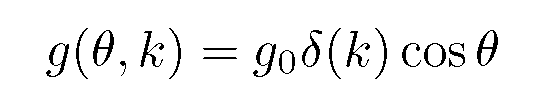 g(θ, k) = g₀δ(k) cos θ